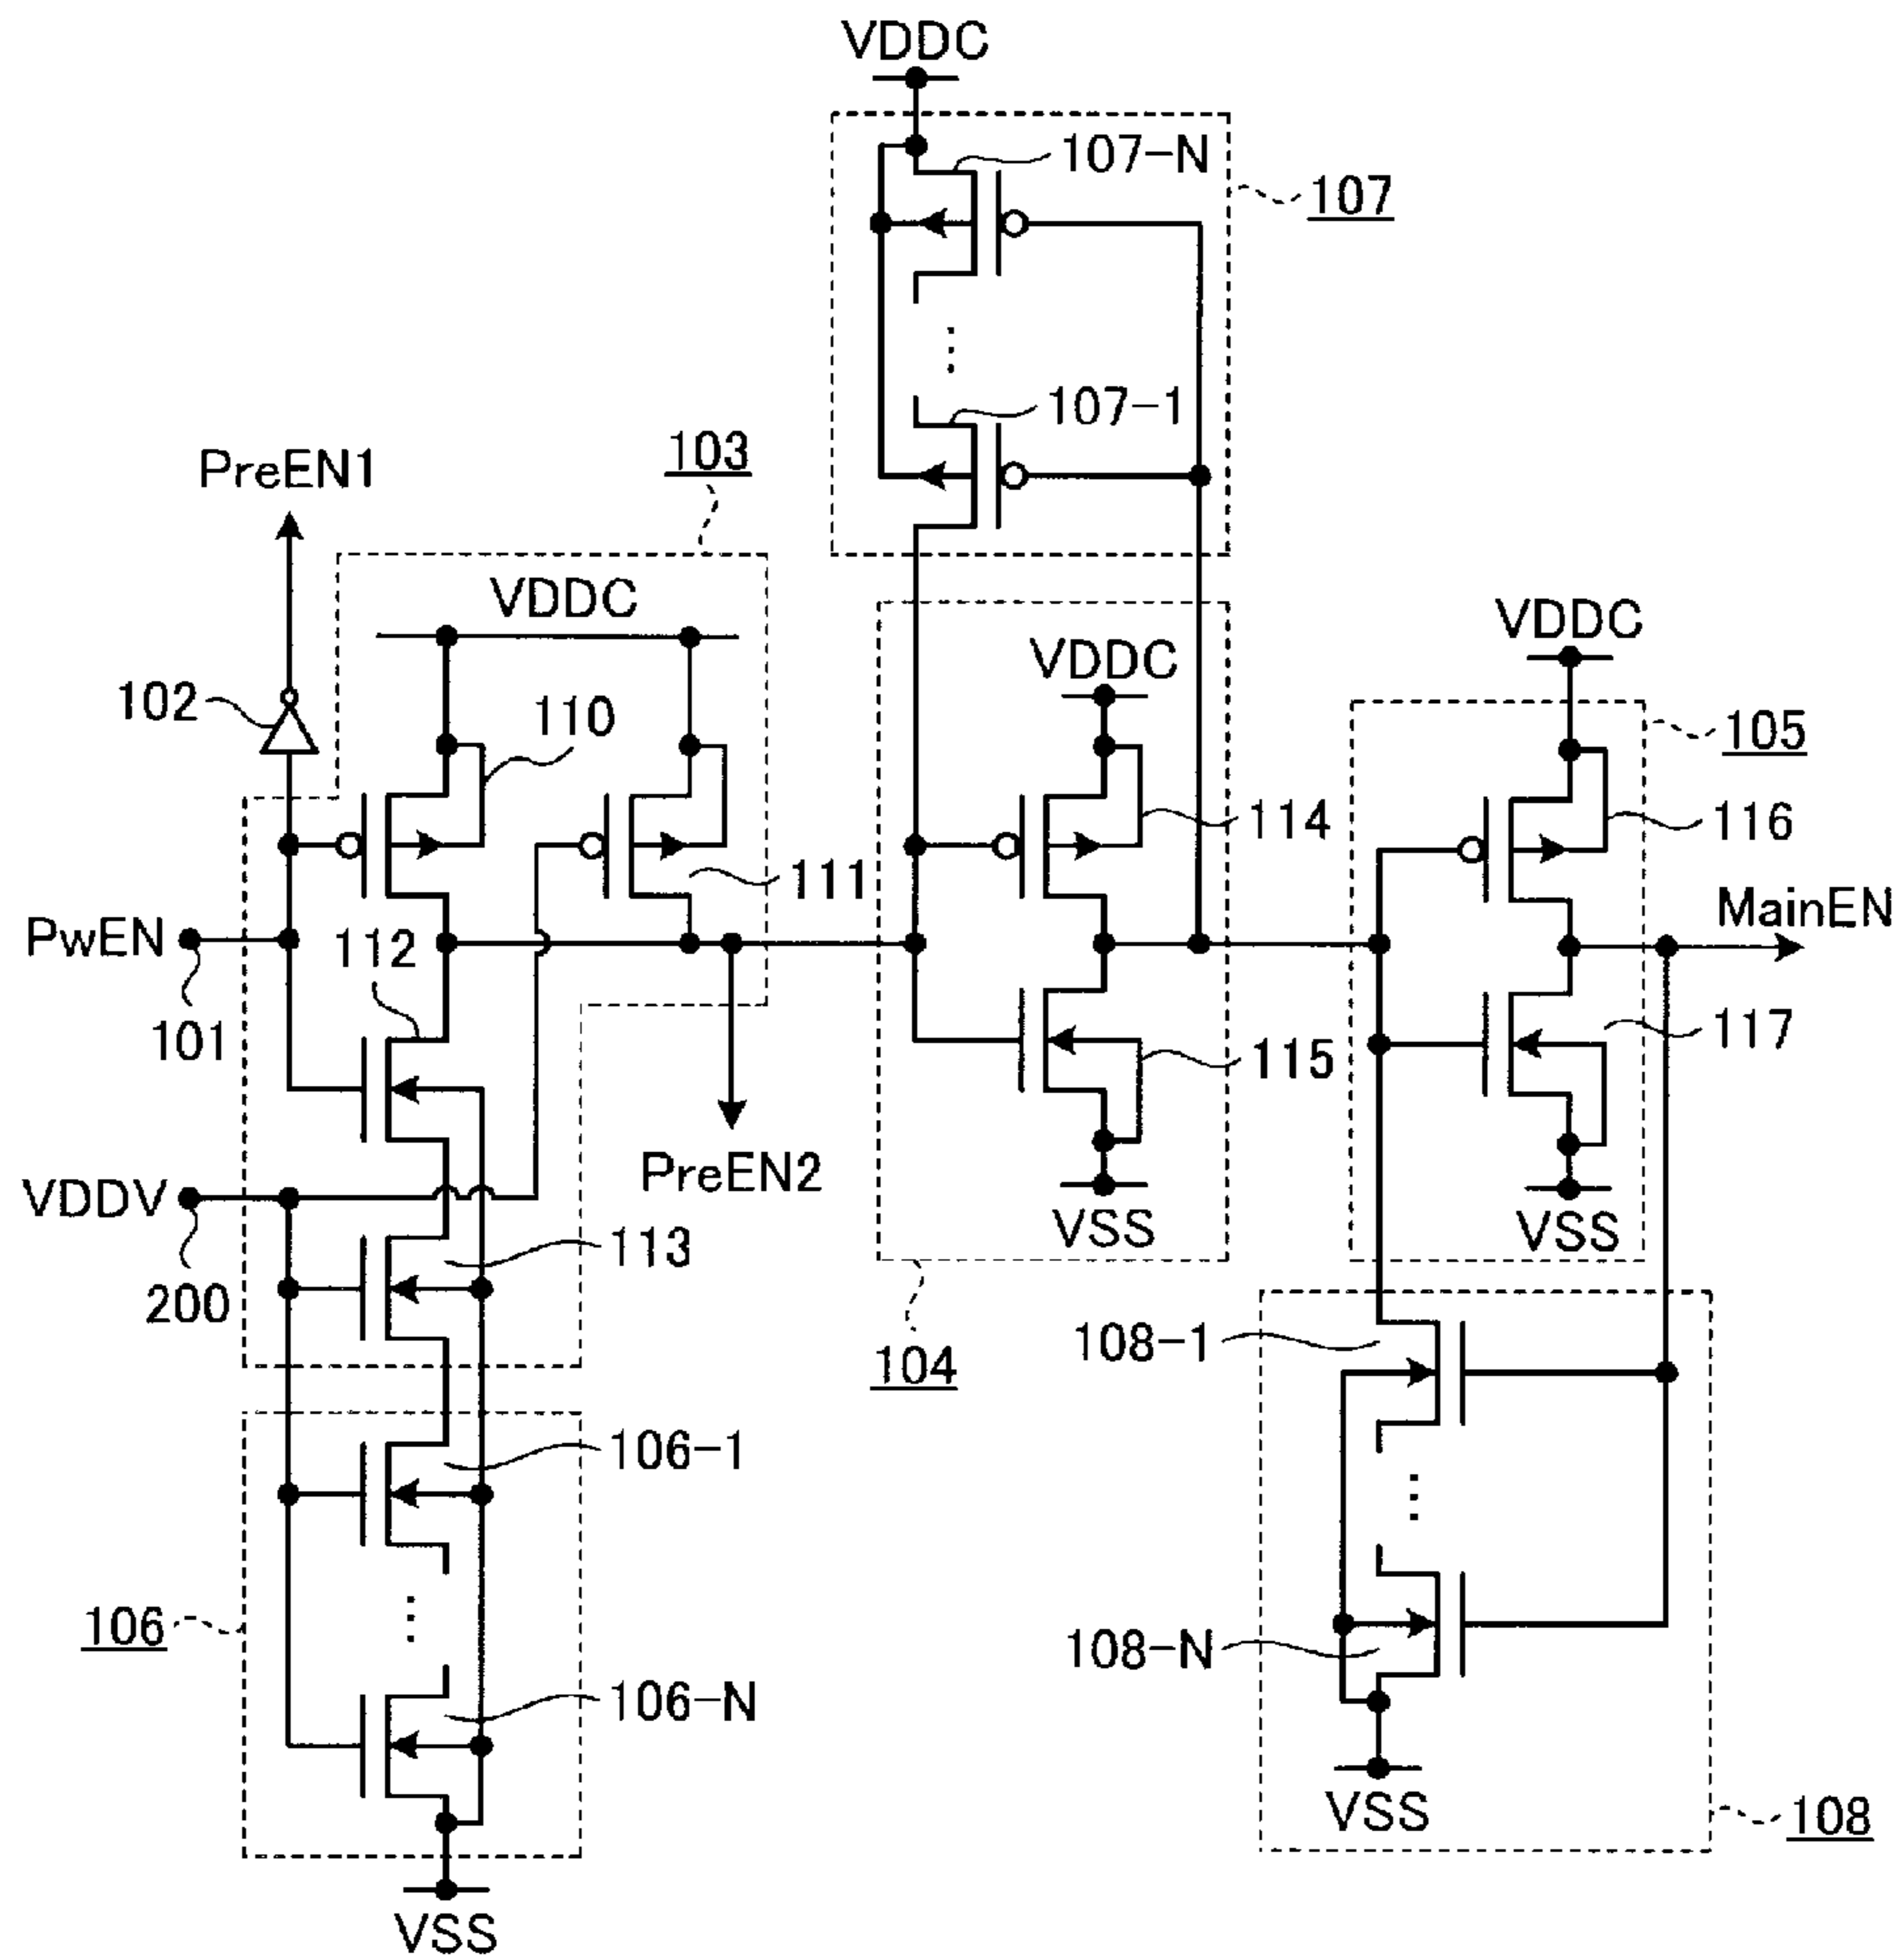 VDDC
107-N
107
107-1
103
PreEN1
VDDC
VDDC
VDDC
102
110
105
114
116
111
MainEN
PwEN
112
101
117
115
PreEN2
VDDV
VSS
VSS
113
200
108-1
104
106-1
106
108-N
106-N
VSS
108
VSS